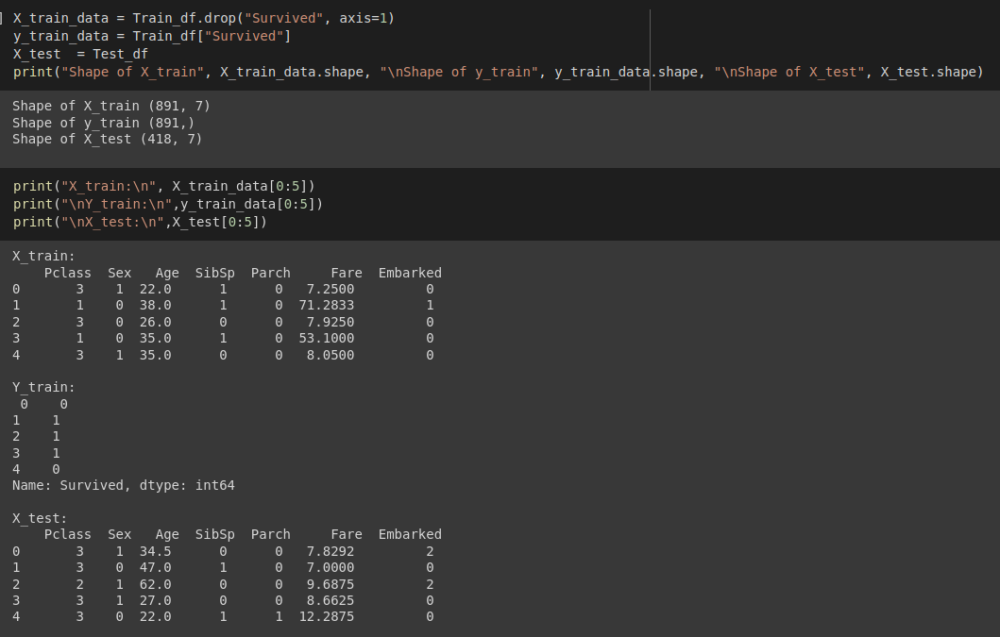 ] X_train_data = Train_df.drop("Survived", axis=1)
y_train_data = Train_df["Survived"]
X_test  = Test_df
print("Shape of X_train", X_train_data.shape, "\nShape of y_train", y_train_data.shape, "\nShape of X_test", X_test.shape)
Shape of X_train (891, 7)
Shape of y_train (891,)
Shape of X_test (418, 7)
print("X_train:\n", X_train_data[0:5])
print("\nY_train:\n",y_train_data[0:5])
print("\nX_test:\n",X_test[0:5])
X_train:
    Pclass  Sex   Age  SibSp  Parch     Fare  Embarked
0       3    1  22.0      1      0   7.2500         0
1       1    0  38.0      1      0  71.2833         1
2       3    0  26.0      0      0   7.9250         0
3       1    0  35.0      1      0  53.1000         0
4       3    1  35.0      0      0   8.0500         0
Y_train:
 0    0
1    1
2    1
3    1
4    0
Name: Survived, dtype: int64
X_test:
    Pclass  Sex   Age  SibSp  Parch     Fare  Embarked
0       3    1  34.5      0      0   7.8292         2
1       3    0  47.0      1      0   7.0000         0
2       2    1  62.0      0      0   9.6875         2
3       3    1  27.0      0      0   8.6625         0
4       3    0  22.0      1      1  12.2875         0